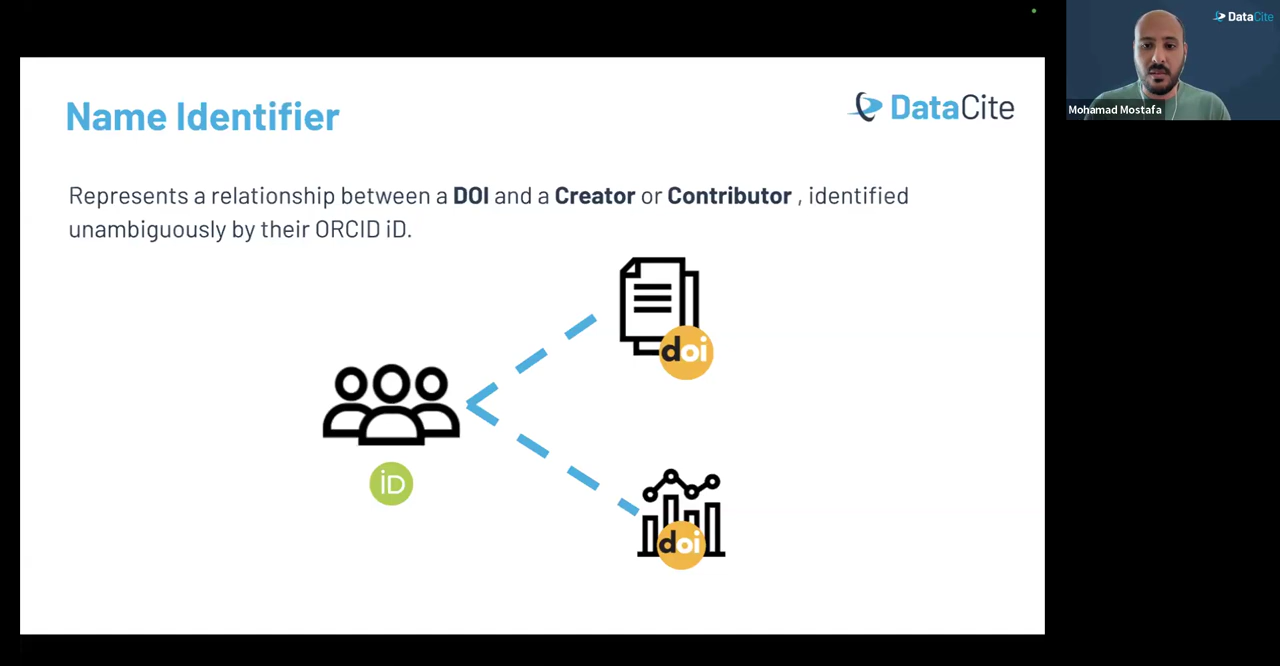 DataCite
Mohamad Mostafa
Name Identifier
DataCite
Represents a relationship between a DOI and a Creator or Contributor , identified
unambiguously by their ORCID iD.
doi
iD
doi